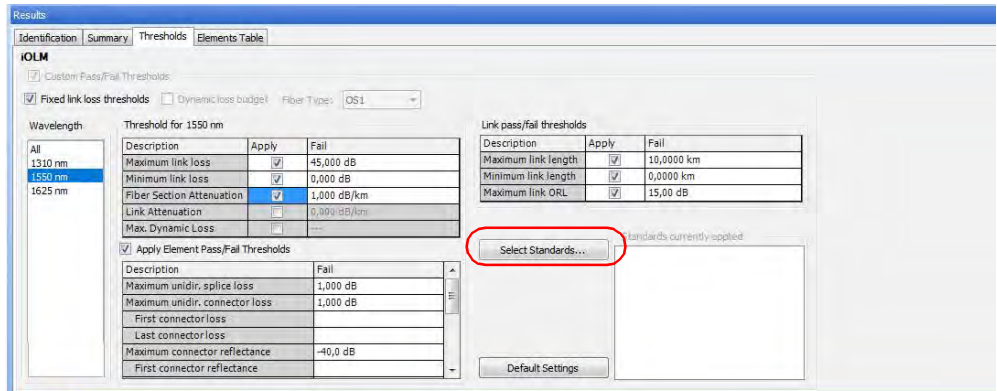 Results
Identification Summary Thresholds Elements Table
iOLM
Custom Pass/Fail Thresholds
Fixed link loss thresholds Dynamic loss budget Fiber Type: OS1
Wavelength
All
1310 nm
1550 nm
1625 nm
Threshold for 1550 nm
Description Apply Fail
Maximum link loss 45,000 dB
Minimum link loss 0,000 dB
Fiber Section Attenuation 1,000 dB/km
Link Attenuation 0,000 dB/km
Max. Dynamic Loss ---
Apply Element Pass/Fail Thresholds
Description Fail
Maximum unidir. splice loss 1,000 dB
Maximum unidir. connector loss 1,000 dB
First connector loss
Last connector loss
Maximum connector reflectance -40,0 dB
First connector reflectance
Link pass/fail thresholds
Description Apply Fail
Maximum link length 10,0000 km
Minimum link length 0,0000 km
Maximum link ORL 15,00 dB
Select Standards...
Standards currently applied
Default Settings